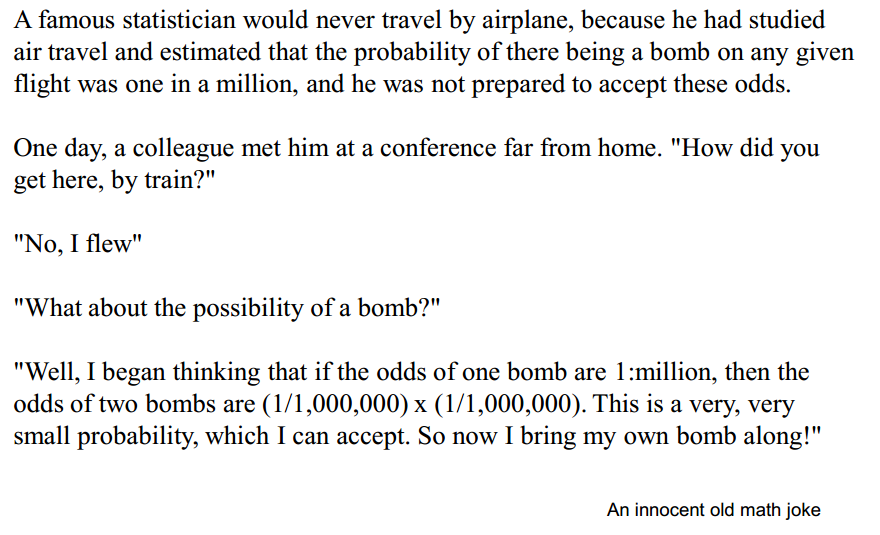 A famous statistician would never travel by airplane, because he had studied
air travel and estimated that the probability of there being a bomb on any given
flight was one in a million, and he was not prepared to accept these odds.
One day, a colleague met him at a conference far from home. "How did you
get here, by train?"
"No, I flew"
"What about the possibility of a bomb?"
"Well, I began thinking that if the odds of one bomb are 1:million, then the
odds of two bombs are (1/1,000,000) x (1/1,000,000). This is a very, very
small probability, which I can accept. So now I bring my own bomb along!"
An innocent old math joke